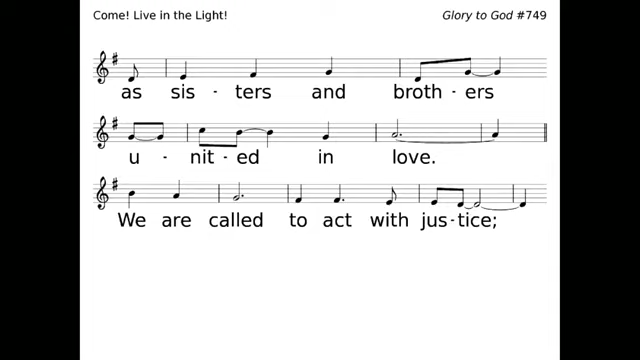 Come! Live in the Light!
Glory to God #749
as sis - ters and broth - ers
u - nit - ed in love.
We are called to act with jus - tice;